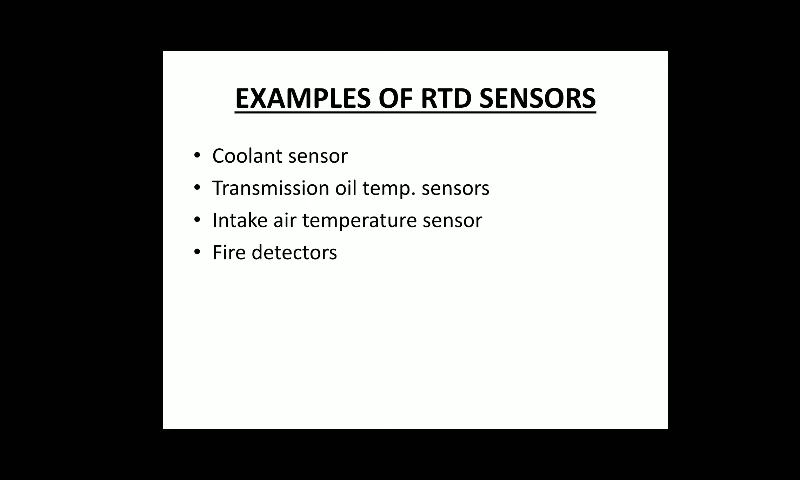 EXAMPLES OF RTD SENSORS
• Coolant sensor
• Transmission oil temp. sensors
• Intake air temperature sensor
• Fire detectors